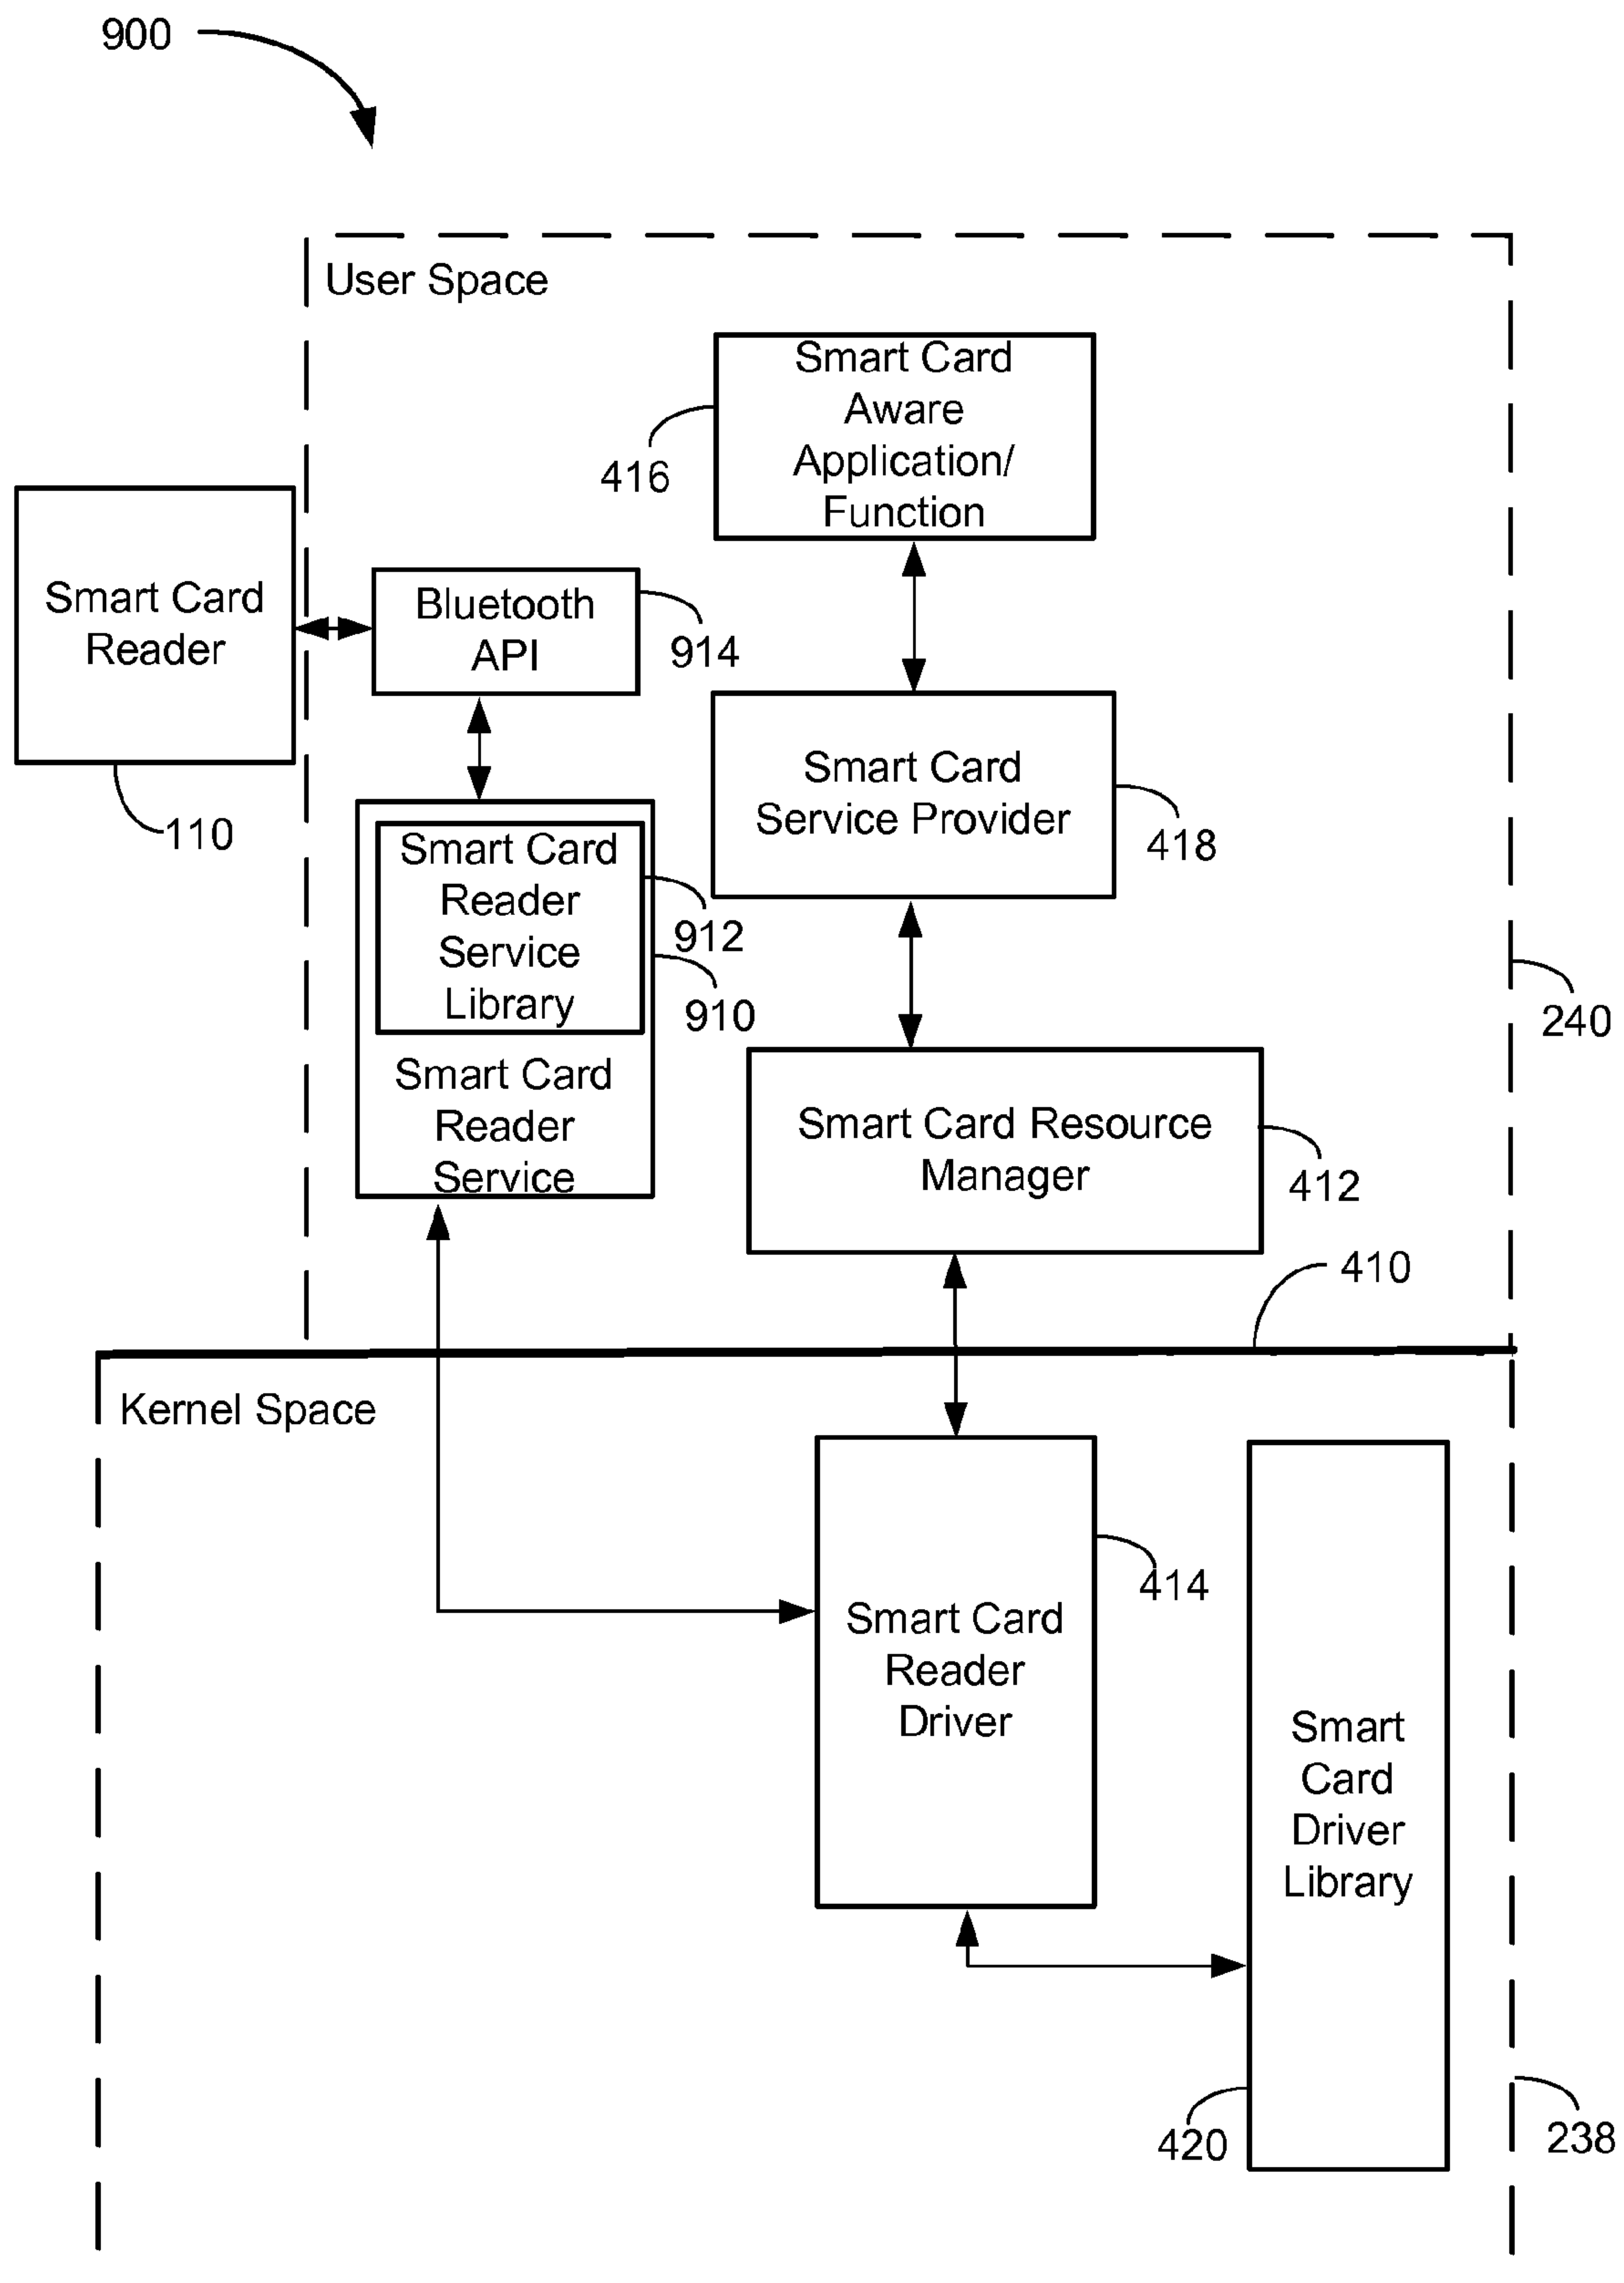 900
User Space
Smart Card
Aware
Application/
Function
416
Smart Card
Reader
110
Bluetooth
API
914
Smart Card
Service Provider
418
Smart Card
Reader
Service
Library
912
910
Smart Card
Reader
Service
240
Smart Card Resource
Manager
412
410
Kernel Space
414
Smart Card
Reader
Driver
Smart
Card
Driver
Library
420
238